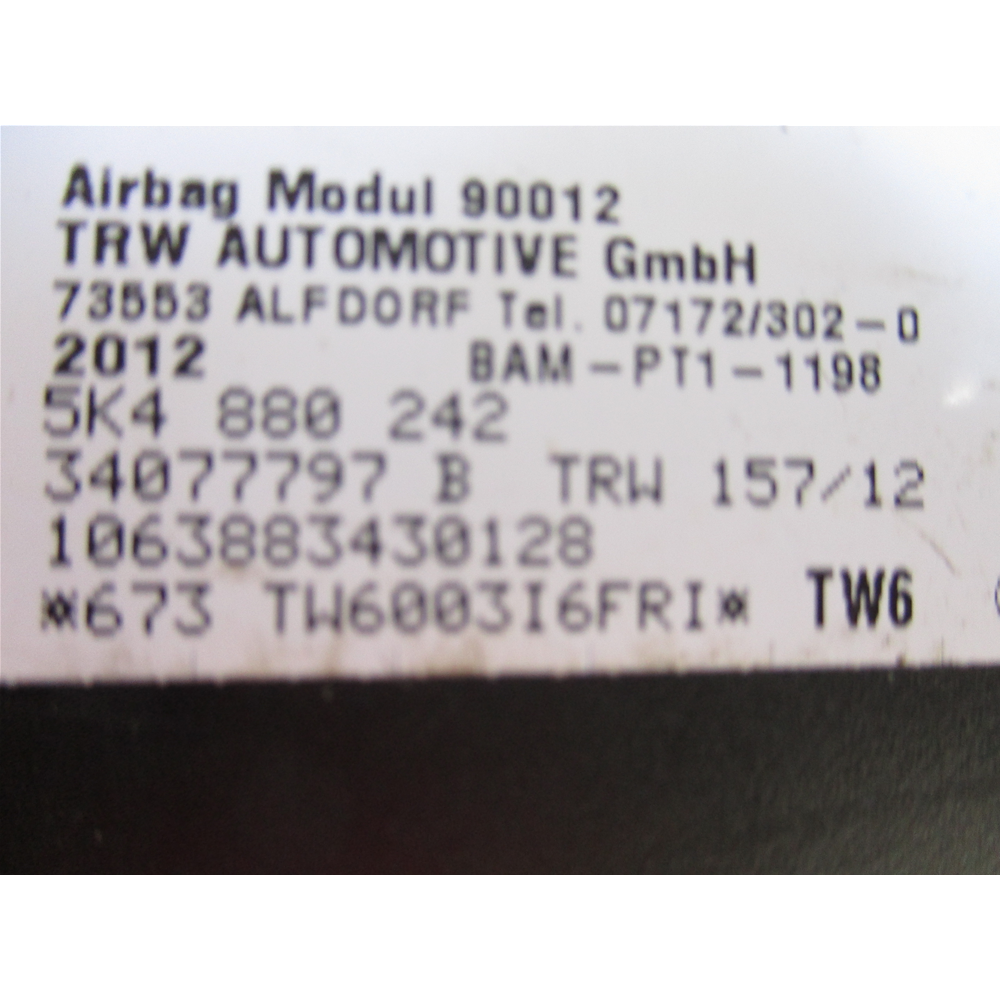 Airbag Modul 90012
TRW AUTOMOTIVE GmbH
73553 ALFDORF Tel. 07172/302-0
2012 BAM-PT1-1198
5K4 880 242
34077797 B TRW 157/12
1063883430128
*673 TW6003I6FRI* TW6